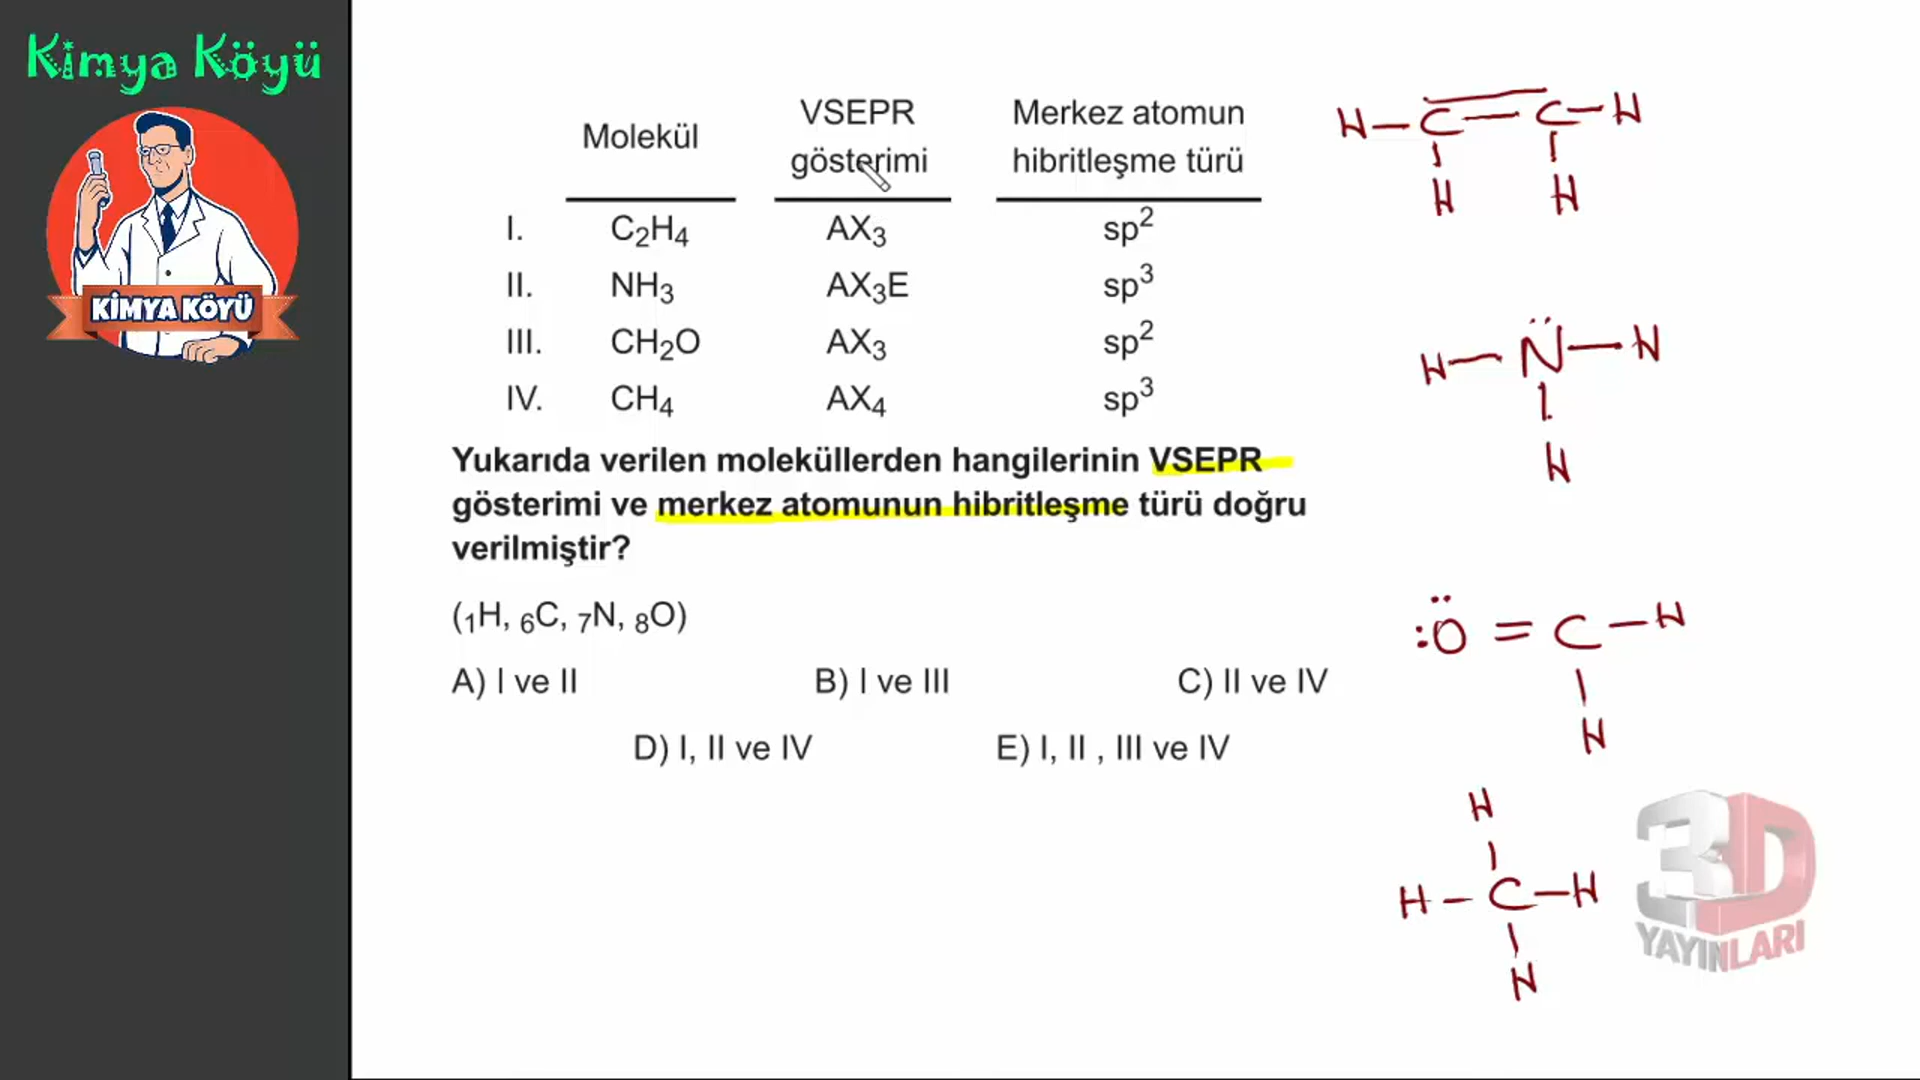 Kimya Köyü
KİMYA KÖYÜ
Molekül VSEPR gösterimi Merkez atomun hibritleşme türü
I. C₂H₄ AX₃ sp²
II. NH₃ AX₃E sp³
III. CH₂O AX₃ sp²
IV. CH₄ AX₄ sp³
Yukarıda verilen moleküllerden hangilerinin VSEPR
gösterimi ve merkez atomunun hibritleşme türü doğru
verilmiştir?
(₁H, ₆C, ₇N, ₈O)
A) I ve II B) I ve III C) II ve IV
D) I, II ve IV E) I, II , III ve IV
H–C=C–H
H H
H–N–H
H
:O=C–H
H
H
H–C–H
H
3D
YAYINLARI